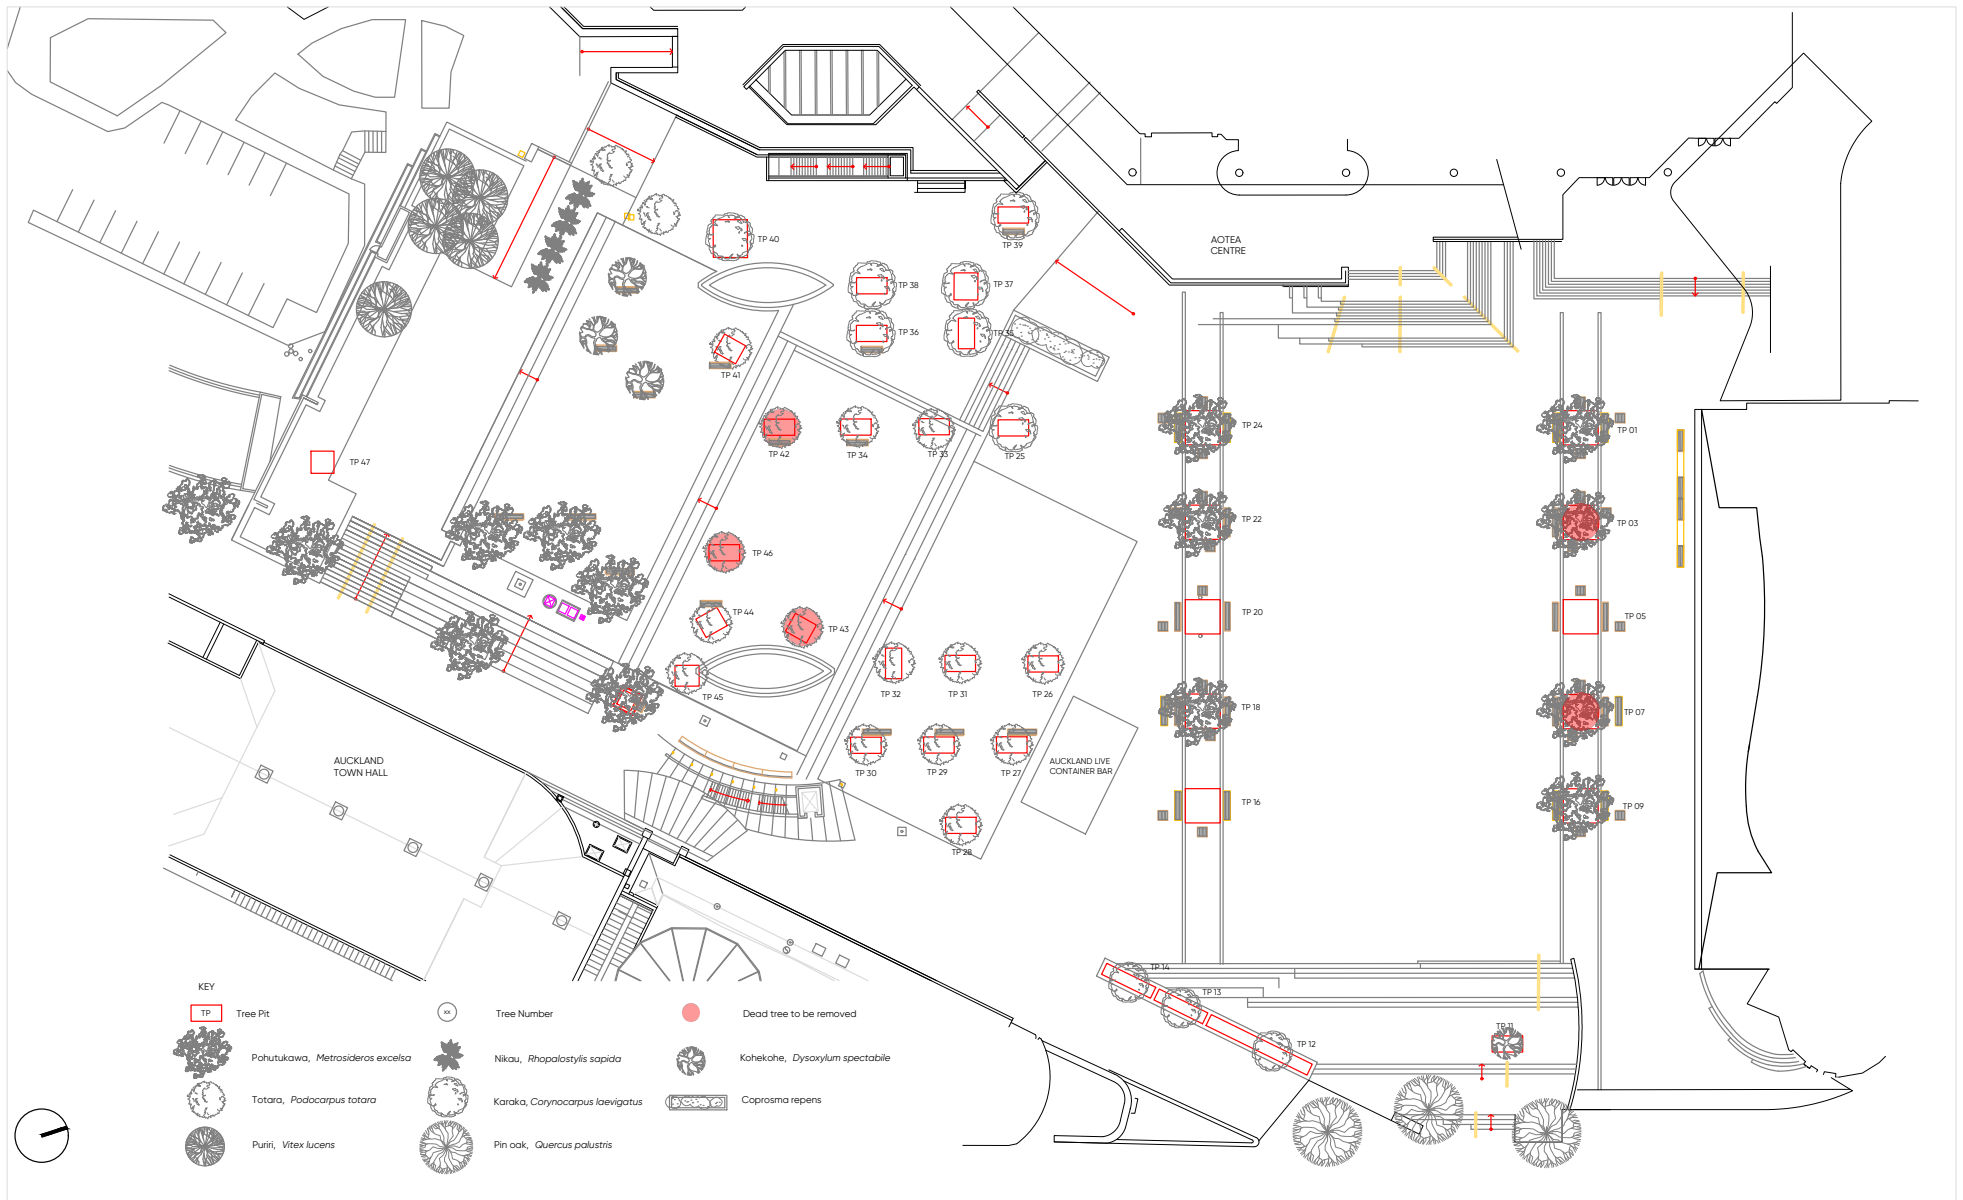 TP 40
TP 39
AOTEA
CENTRE
TP 38
TP 37
TP 36
TP 35
TP 41
TP 42
TP 34
TP 33
TP 25
TP 24
TP 01
TP 47
TP 22
TP 03
TP 46
TP 44
TP 43
TP 20
TP 05
TP 45
TP 32
TP 31
TP 26
TP 18
TP 07
AUCKLAND
TOWN HALL
TP 30
TP 29
TP 27
AUCKLAND LIVE
CONTAINER BAR
TP 16
TP 09
TP 28
TP 14
TP 13
TP 12
TP 11
KEY
TP Tree Pit
xx Tree Number
Dead tree to be removed
Pohutukawa, Metrosideros excelsa
Nikau, Rhopalostylis sapida
Kohekohe, Dysoxylum spectabile
Totara, Podocarpus totara
Karaka, Corynocarpus laevigatus
Coprosma repens
Puriri, Vitex lucens
Pin oak, Quercus palustris